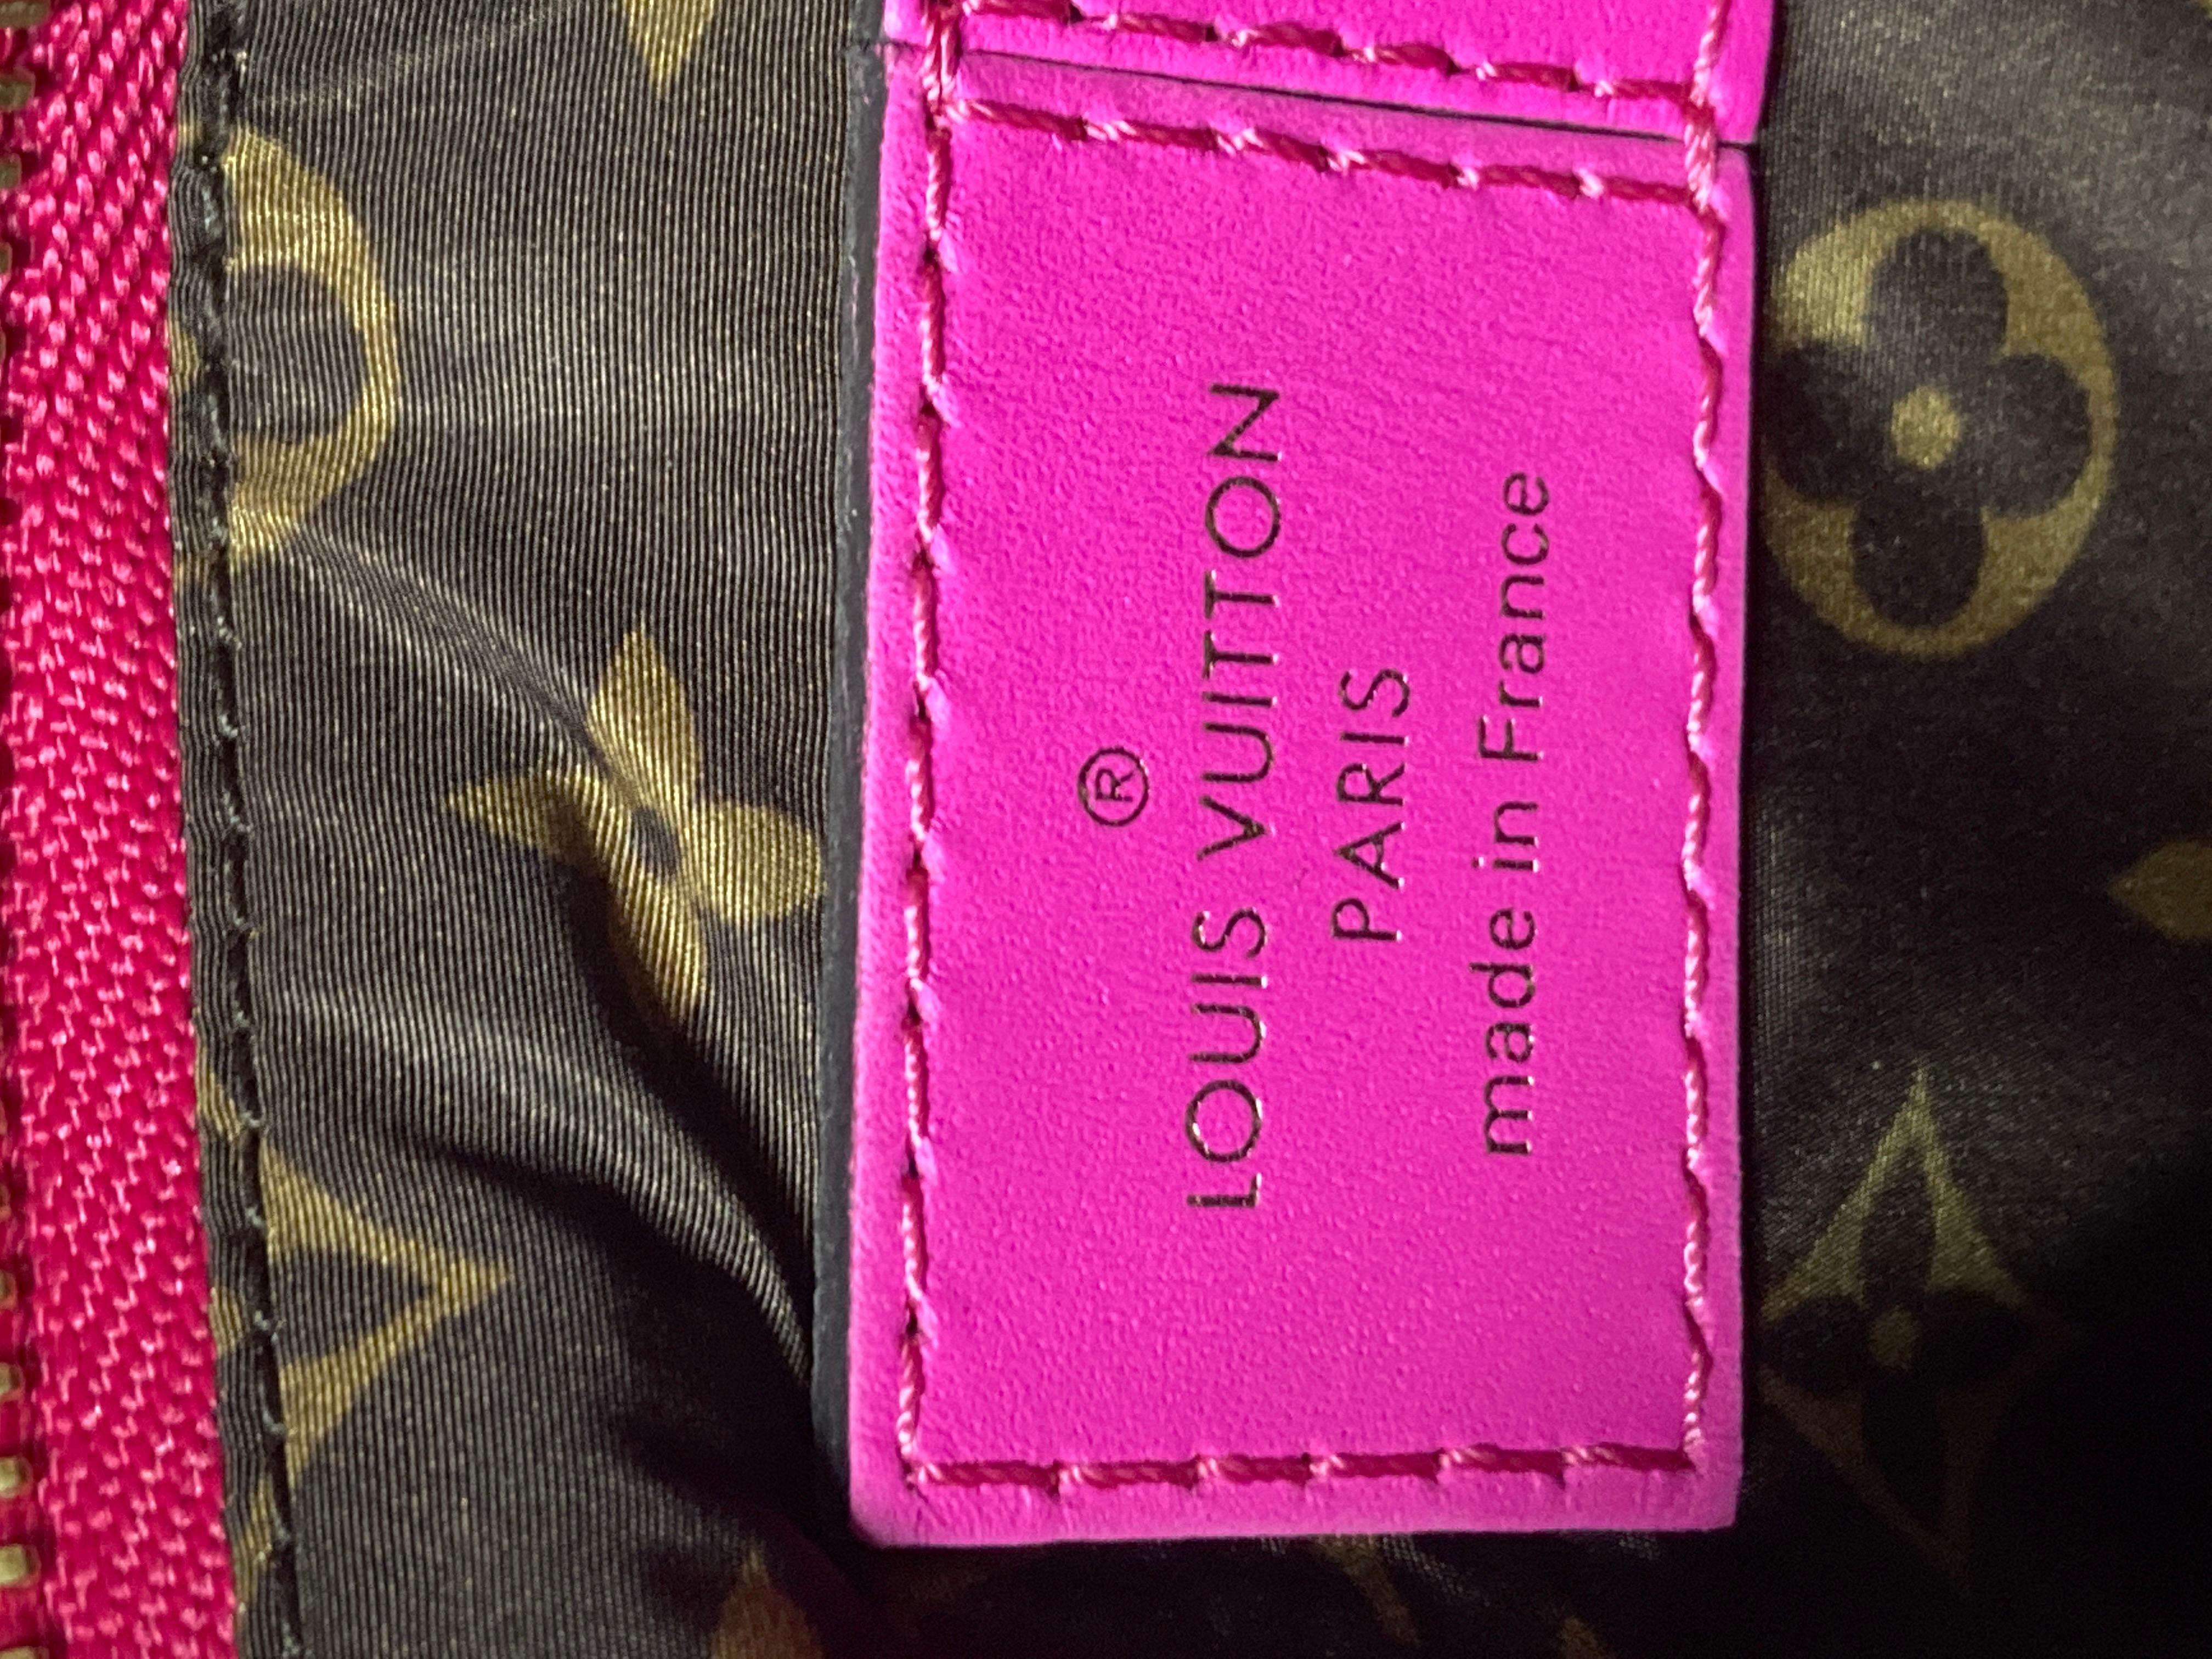 ®
LOUIS VUITTON
PARIS
made in France